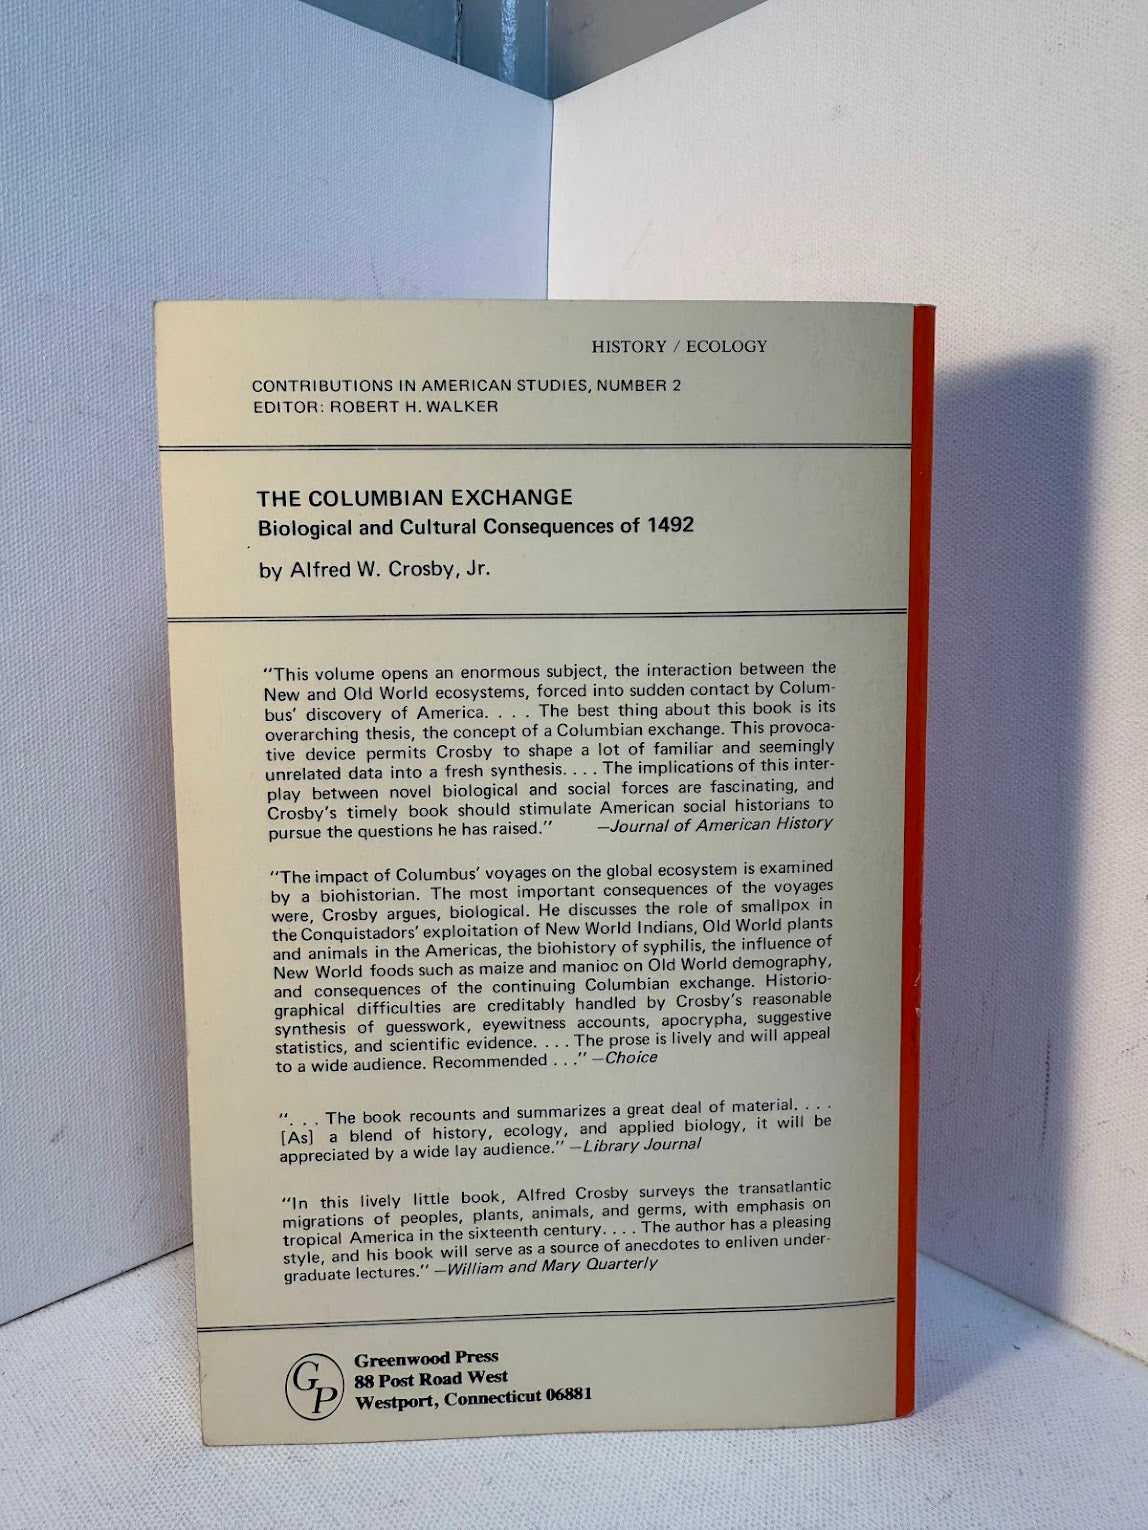 HISTORY / ECOLOGY
CONTRIBUTIONS IN AMERICAN STUDIES, NUMBER 2
EDITOR: ROBERT H. WALKER
THE COLUMBIAN EXCHANGE
Biological and Cultural Consequences of 1492
by Alfred W. Crosby, Jr.
"This volume opens an enormous subject, the interaction between the
New and Old World ecosystems, forced into sudden contact by Colum-
bus' discovery of America. . . . The best thing about this book is its
overarching thesis, the concept of a Columbian exchange. This provoca-
tive device permits Crosby to shape a lot of familiar and seemingly
unrelated data into a fresh synthesis. . . . The implications of this inter-
play between novel biological and social forces are fascinating, and
Crosby's timely book should stimulate American social historians to
pursue the questions he has raised." —Journal of American History
"The impact of Columbus' voyages on the global ecosystem is examined
by a biohistorian. The most important consequences of the voyages
were, Crosby argues, biological. He discusses the role of smallpox in
the Conquistadors' exploitation of New World Indians, Old World plants
and animals in the Americas, the biohistory of syphilis, the influence of
New World foods such as maize and manioc on Old World demography,
and consequences of the continuing Columbian exchange. Historio-
graphical difficulties are creditably handled by Crosby's reasonable
synthesis of guesswork, eyewitness accounts, apocrypha, suggestive
statistics, and scientific evidence. . . . The prose is lively and will appeal
to a wide audience. Recommended . . ." —Choice
". . . The book recounts and summarizes a great deal of material. . . .
[As] a blend of history, ecology, and applied biology, it will be
appreciated by a wide lay audience." —Library Journal
"In this lively little book, Alfred Crosby surveys the transatlantic
migrations of peoples, plants, animals, and germs, with emphasis on
tropical America in the sixteenth century. . . . The author has a pleasing
style, and his book will serve as a source of anecdotes to enliven under-
graduate lectures." —William and Mary Quarterly
GP
Greenwood Press
88 Post Road West
Westport, Connecticut 06881